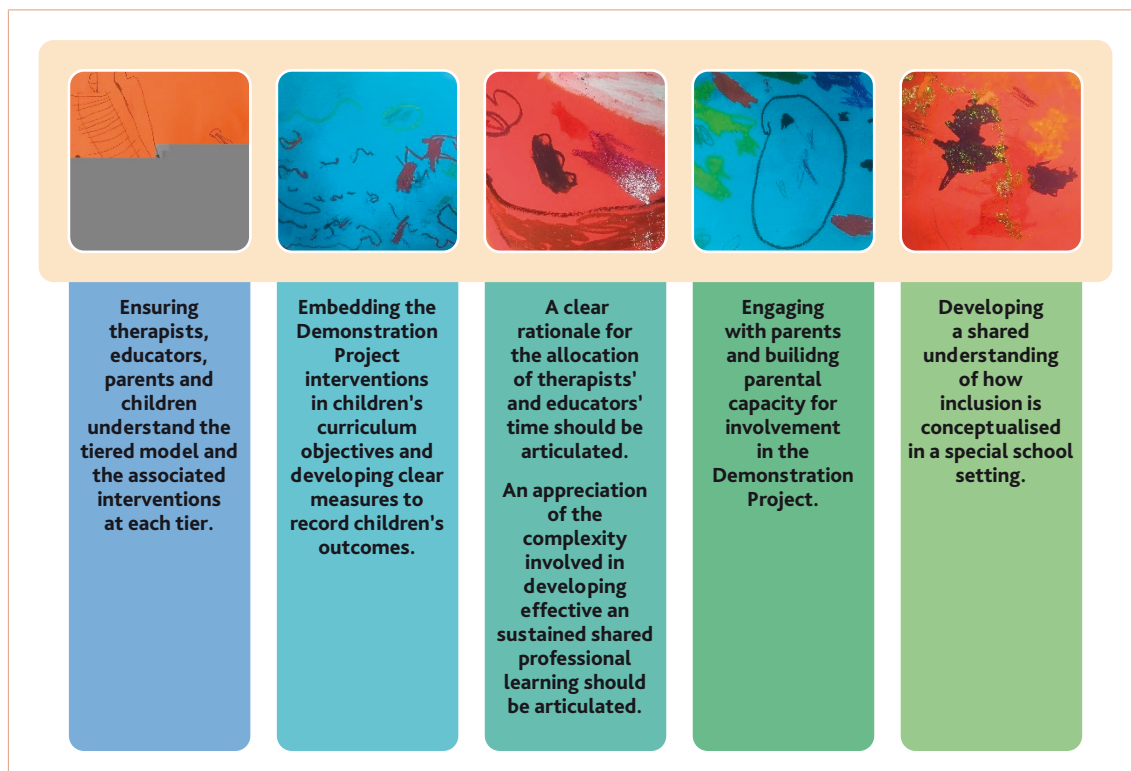 Ensuring
therapists,
educators,
parents and
children
understand the
tiered model and
the associated
interventions
at each tier.
Embedding the
Demonstration
Project
interventions
in children's
curriculum
objectives and
developing clear
measures to
record children's
outcomes.
A clear
rationale for
the allocation
of therapists'
and educators'
time should be
articulated.
An appreciation
of the
complexity
involved in
developing
effective an
sustained shared
professional
learning should
be articulated.
Engaging
with parents
and builidng
parental
capacity for
involvement
in the
Demonstration
Project.
Developing
a shared
understanding
of how
inclusion is
conceptualised
in a special school
setting.